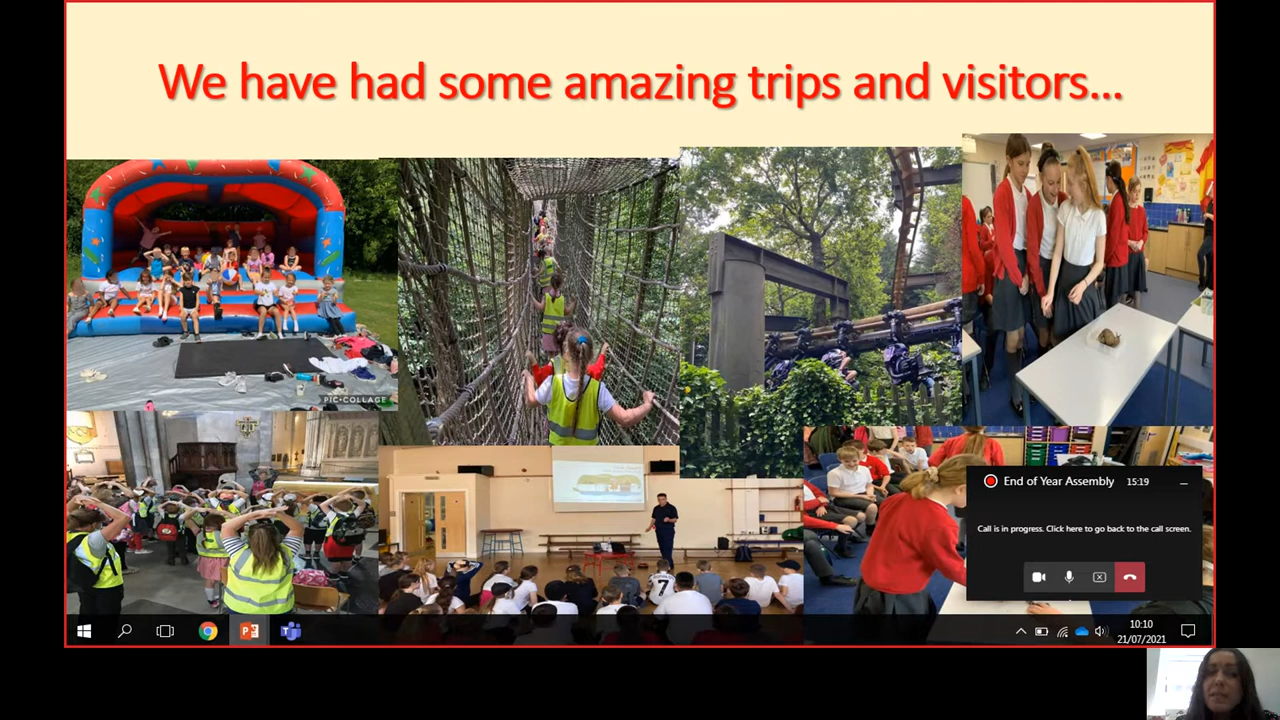 We have had some amazing trips and visitors...
PIC•COLLAGE
7
End of Year Assembly 15:19
Call is in progress. Click here to go back to the call screen.
10:10
21/07/2021